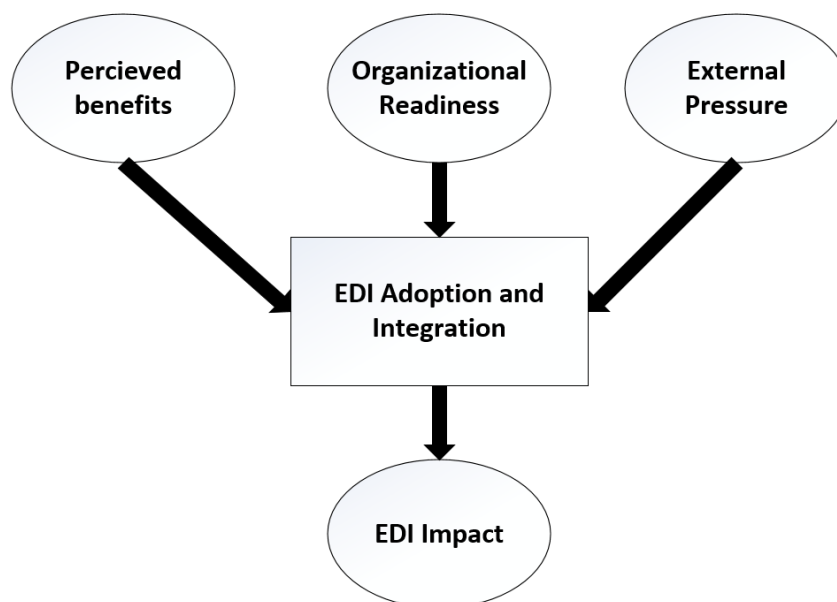 Percieved
benefits
Organizational
Readiness
External
Pressure
EDI Adoption and
Integration
EDI Impact